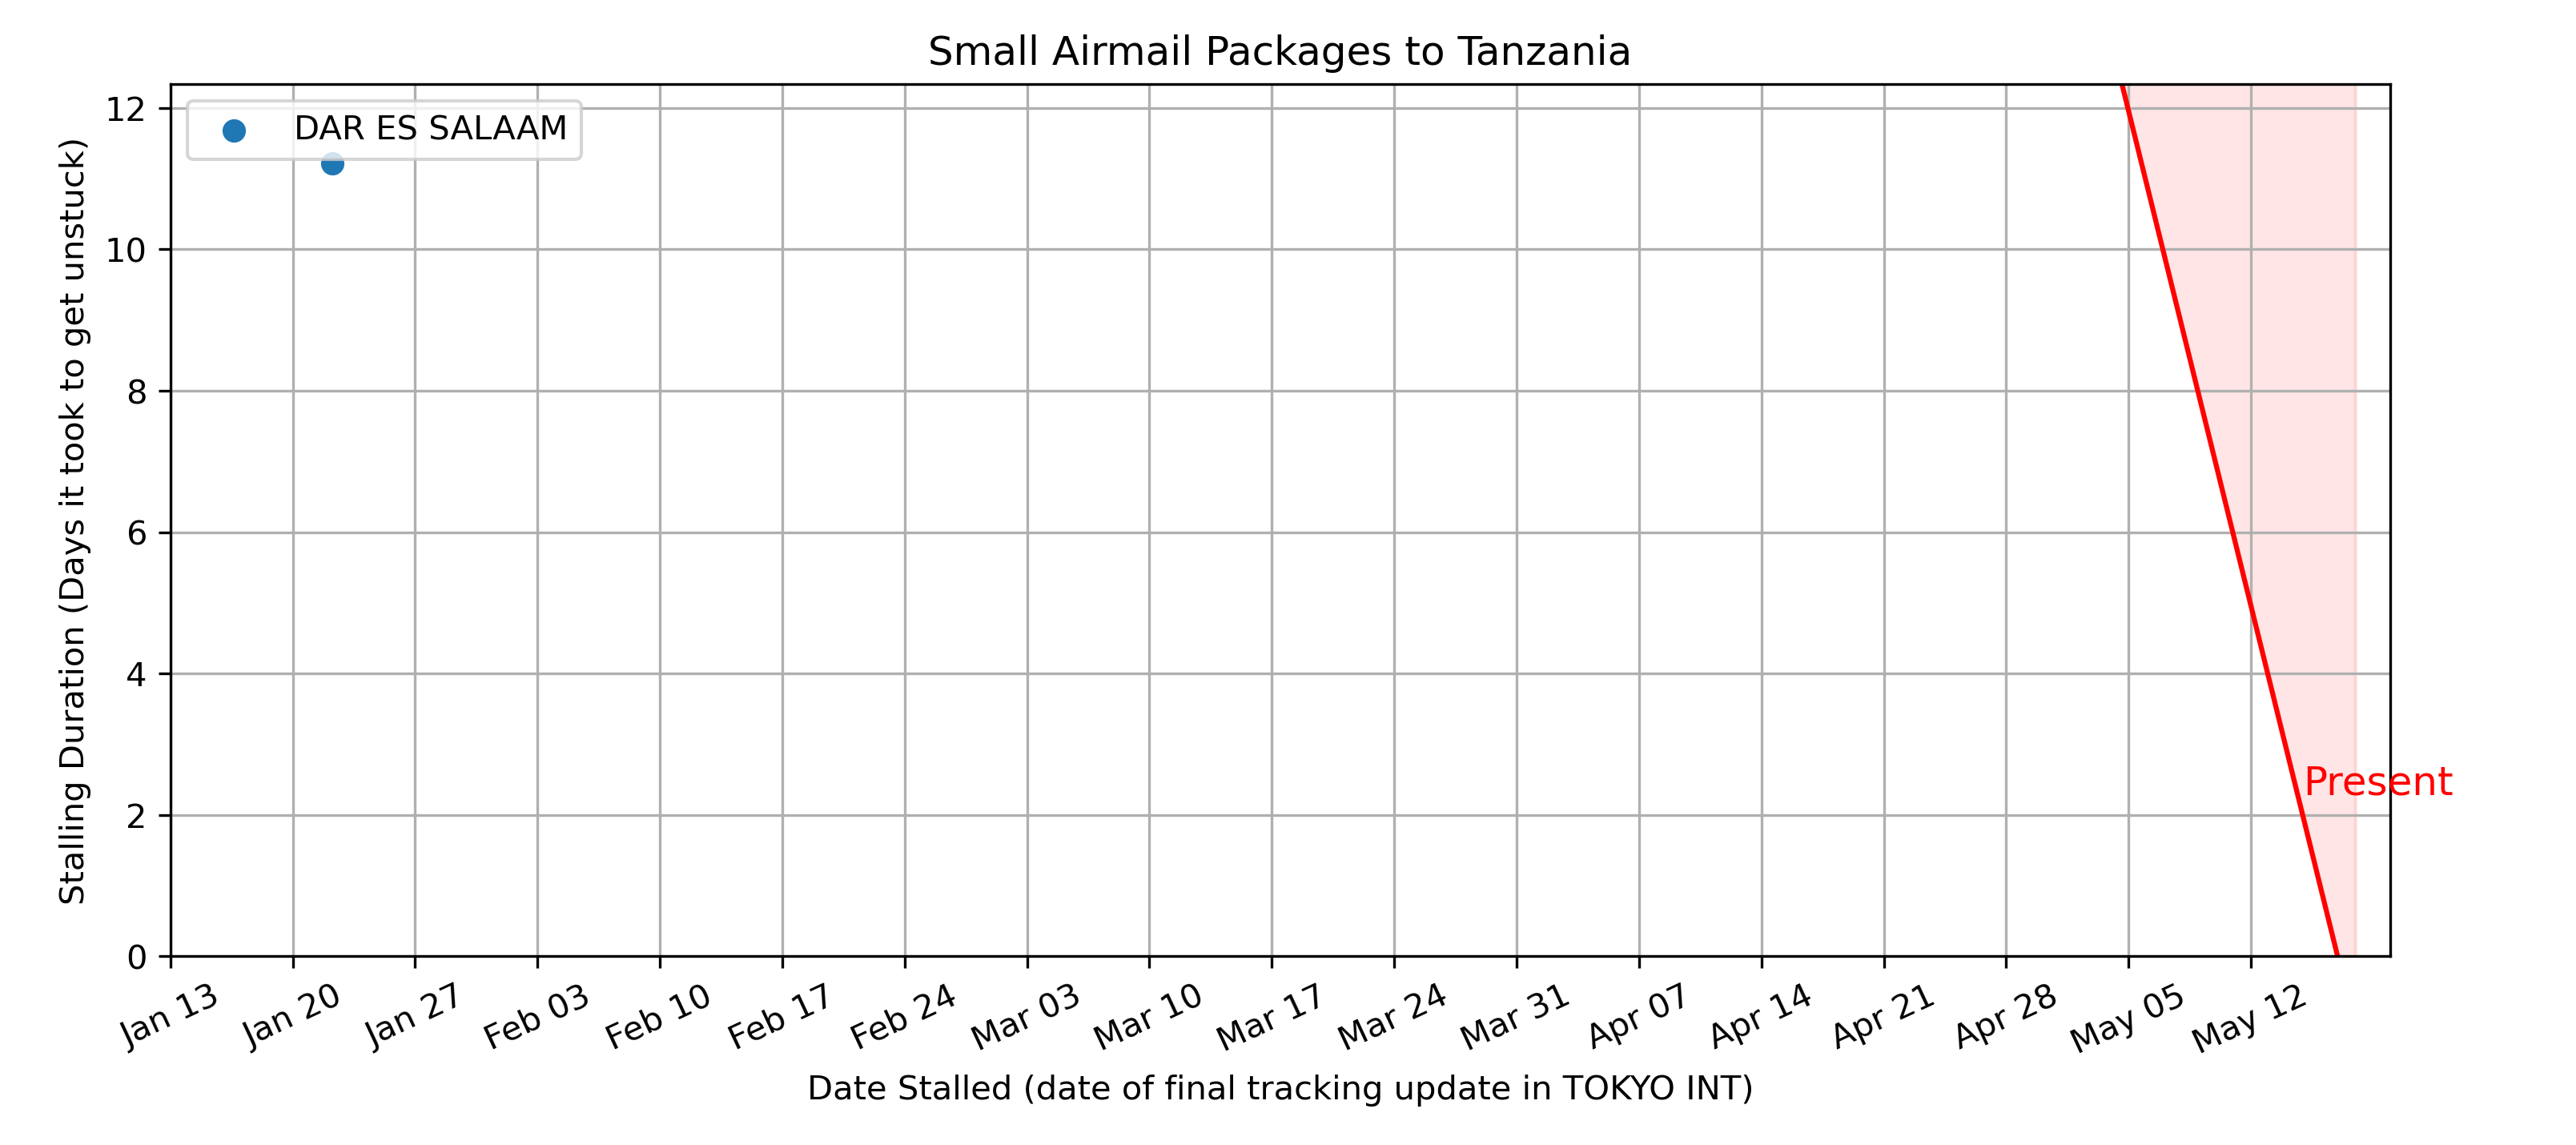 Small Airmail Packages to Tanzania
DAR ES SALAAM
Stalling Duration (Days it took to get unstuck)
12
10
8
6
4
2
0
Present
Jan 13
Jan 20
Jan 27
Feb 03
Feb 10
Feb 17
Feb 24
Mar 03
Mar 10
Mar 17
Mar 24
Mar 31
Apr 07
Apr 14
Apr 21
Apr 28
May 05
May 12
Date Stalled (date of final tracking update in TOKYO INT)